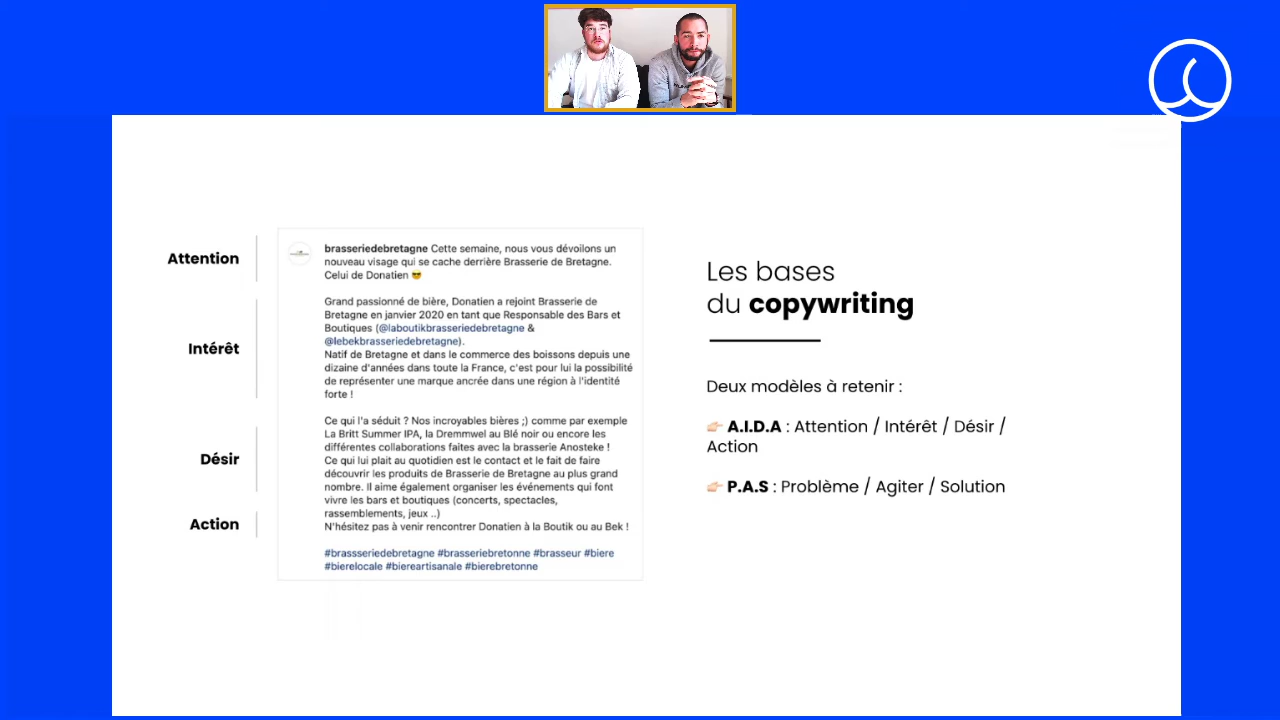 Attention
Intérêt
Désir
Action
brasseriedebretagne Cette semaine, nous vous dévoilons un
nouveau visage qui se cache derrière Brasserie de Bretagne.
Celui de Donatien 😎
Grand passionné de bière, Donatien a rejoint Brasserie de
Bretagne en janvier 2020 en tant que Responsable des Bars et
Boutiques (@laboutikbrasseriedebretagne &
@lebekbrasseriedebretagne).
Natif de Bretagne et dans le commerce des boissons depuis une
dizaine d'années dans toute la France, c'est pour lui la possibilité
de représenter une marque ancrée dans une région à l'identité
forte !
Ce qui l'a séduit ? Nos incroyables bières ;) comme par exemple
La Britt Summer IPA, la Dremmwel au Blé noir ou encore les
différentes collaborations faites avec la brasserie Anosteke !
Ce qui lui plait au quotidien est le contact et le fait de faire
découvrir les produits de Brasserie de Bretagne au plus grand
nombre. Il aime également organiser les événements qui font
vivre les bars et boutiques (concerts, spectacles,
rassemblements, jeux ..)
N'hésitez pas à venir rencontrer Donatien à la Boutik ou au Bek !
#brassseriedebretagne #brasseriebretonne #brasseur #biere
#bierelocale #biereartisanale #bierebretonne
Les bases
du copywriting
Deux modèles à retenir :
👉🏻 A.I.D.A : Attention / Intérêt / Désir /
Action
👉🏻 P.A.S : Problème / Agiter / Solution